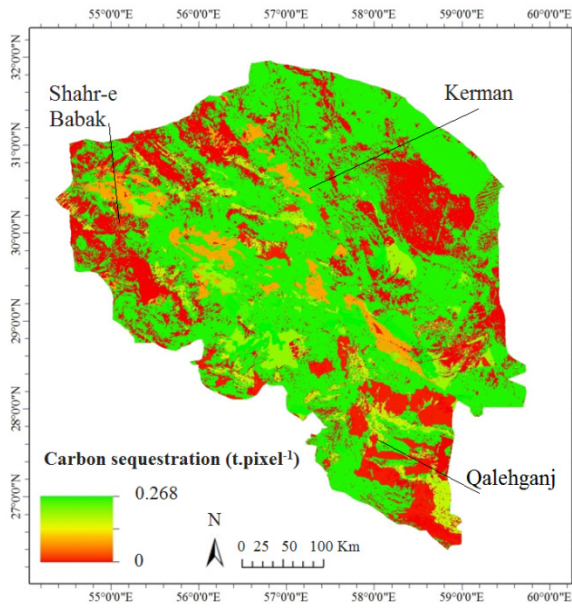 55°0'0"E 56°0'0"E 57°0'0"E 58°0'0"E 59°0'0"E 60°0'0"E
32°0'0"N
31°0'0"N
30°0'0"N
29°0'0"N
28°0'0"N
27°0'0"N
Shahr-e
Babak
Kerman
Qalehganj
Carbon sequestration (t.pixel⁻¹)
0.268
0
N
0 25 50 100 Km
55°0'0"E 56°0'0"E 57°0'0"E 58°0'0"E 59°0'0"E 60°0'0"E